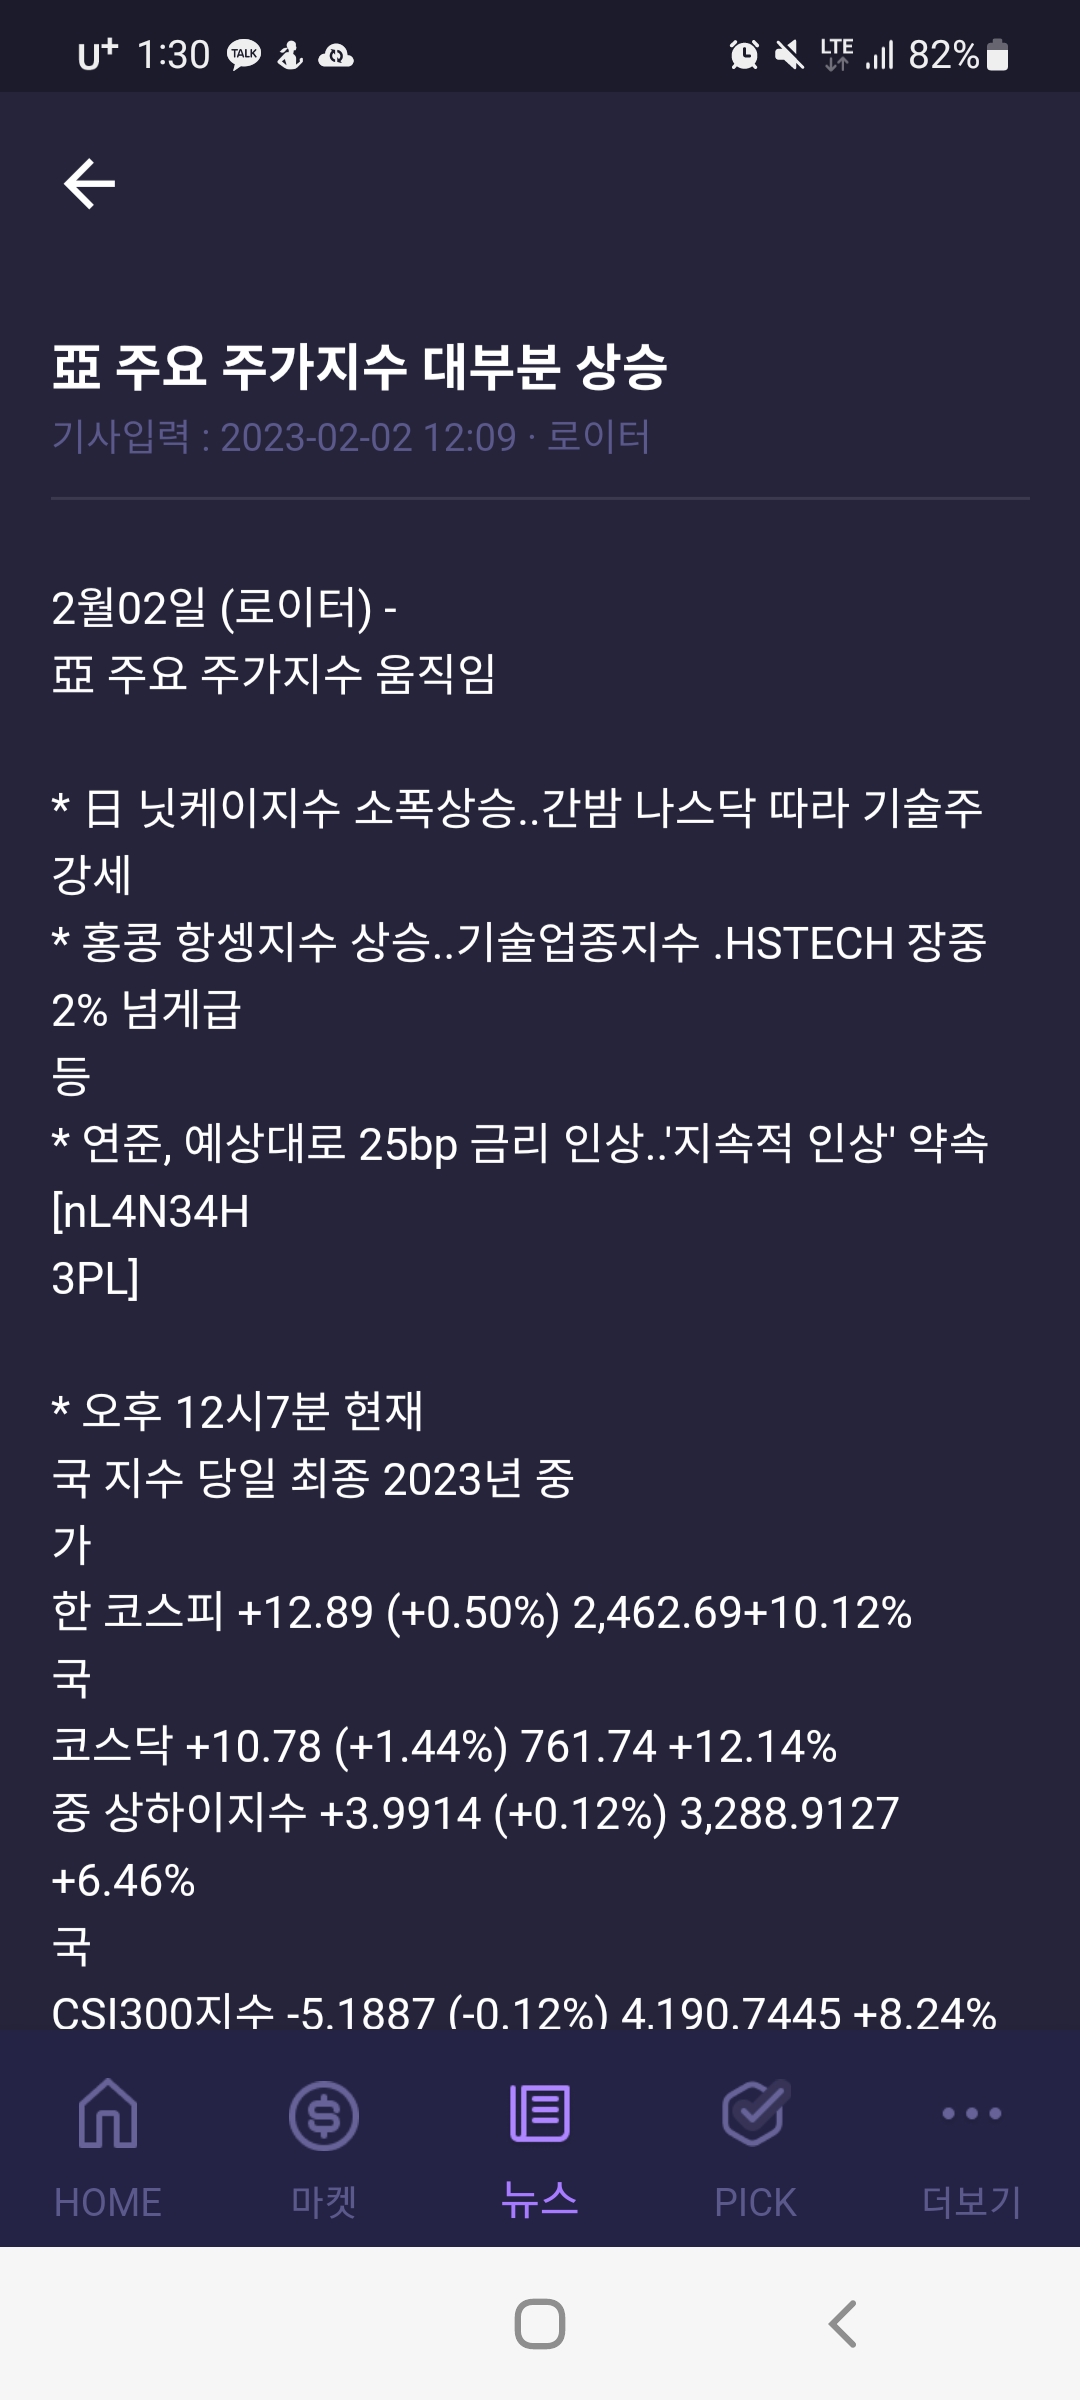 U+ 1:30 TALK LTE 82%
亞 주요 주가지수 대부분 상승
기사입력 : 2023-02-02 12:09 · 로이터
2월02일 (로이터) -
亞 주요 주가지수 움직임
* 日 닛케이지수 소폭상승..간밤 나스닥 따라 기술주
강세
* 홍콩 항셍지수 상승..기술업종지수 .HSTECH 장중
2% 넘게급
등
* 연준, 예상대로 25bp 금리 인상..'지속적 인상' 약속
[nL4N34H
3PL]
* 오후 12시7분 현재
국 지수 당일 최종 2023년 중
가
한 코스피 +12.89 (+0.50%) 2,462.69+10.12%
국
코스닥 +10.78 (+1.44%) 761.74 +12.14%
중 상하이지수 +3.9914 (+0.12%) 3,288.9127
+6.46%
국
CSI300지수 -5.1887 (-0.12%) 4,190.7445 +8.24%
HOME 마켓 뉴스 PICK 더보기